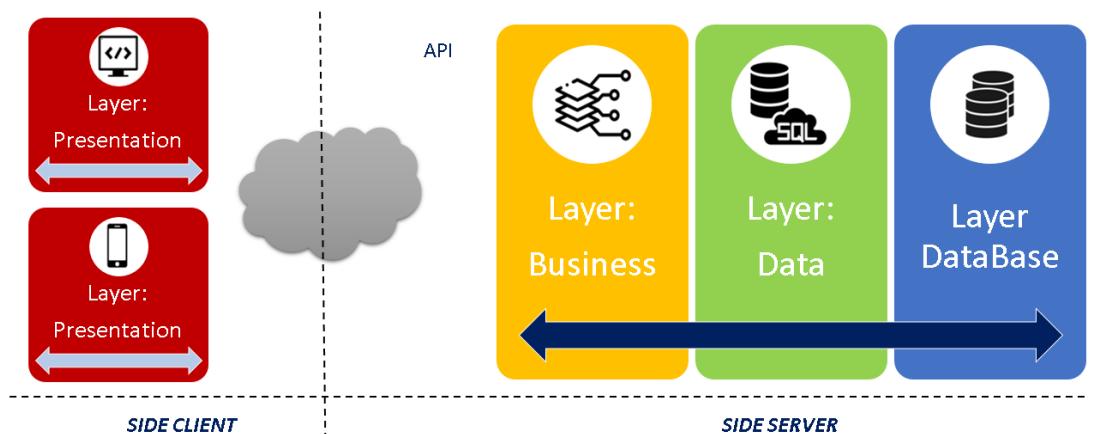 Layer:
Presentation
Layer:
Presentation
API
Layer:
Business
SQL
Layer:
Data
Layer
DataBase
SIDE CLIENT
SIDE SERVER